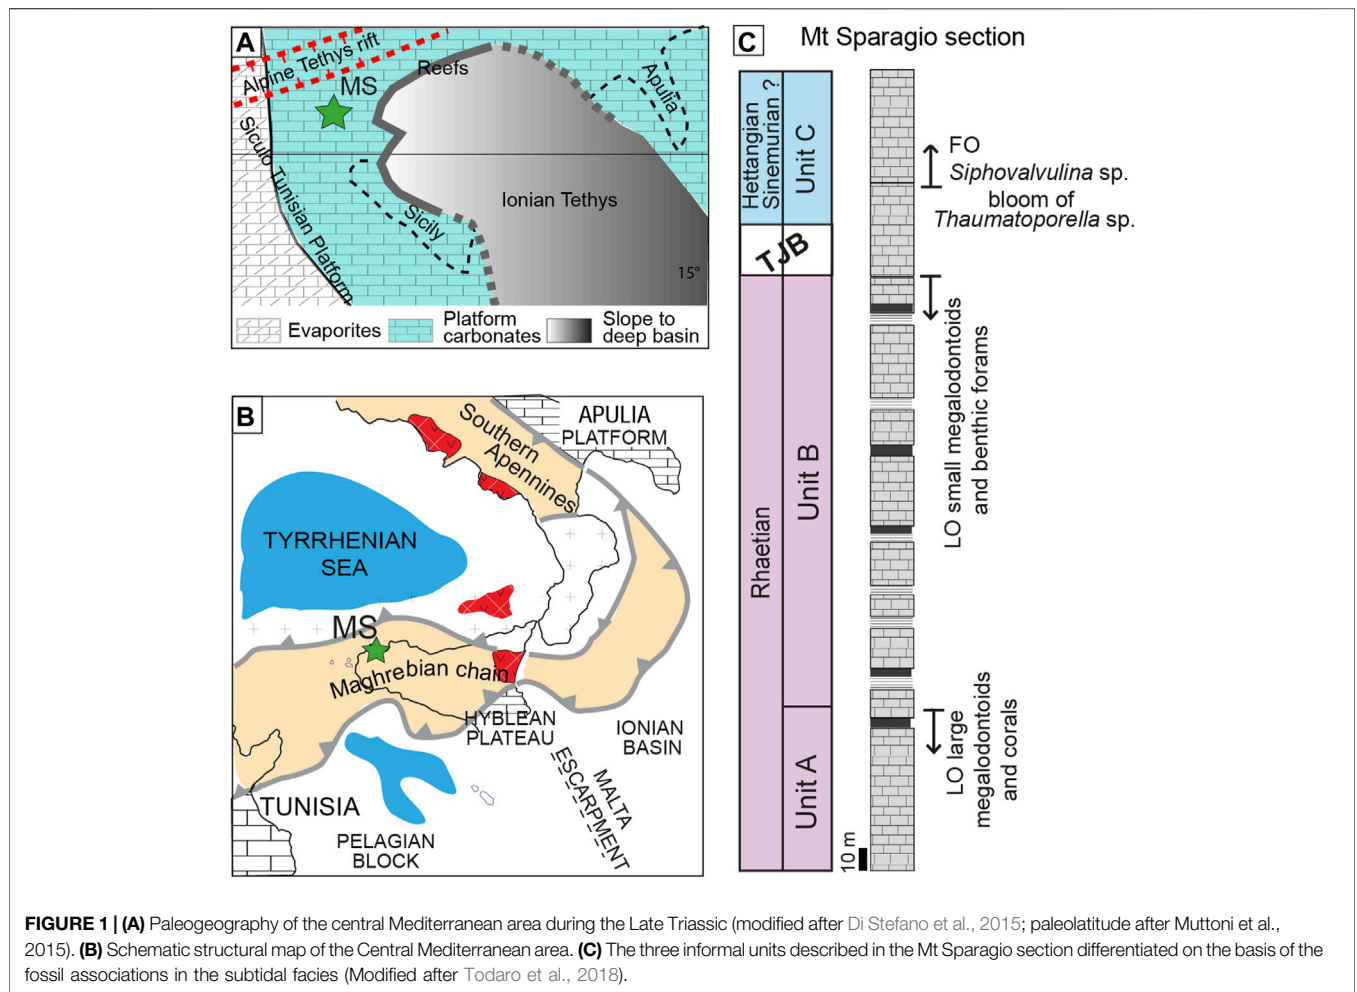 A
Alpine Tethys rift
MS
Reefs
Apulia
Siculo Tunisian Platform
Sicily
Ionian Tethys
15°
Evaporites
Platform
carbonates
Slope to
deep basin
B
Southern
Apennines
APULIA
PLATFORM
TYRRHENIAN
SEA
MS
Maghrebian chain
HYBLEAN
PLATEAU
IONIAN
BASIN
MALTA
ESCARPMENT
TUNISIA
PELAGIAN
BLOCK
C
Mt Sparagio section
Hettangian
Sinemurian ?
Unit C
TJB
Rhaetian
Unit B
Unit A
FO
Siphovalvulina sp.
bloom of
Thaumatoporella sp.
LO small megalodontoids
and benthic forams
LO large
megalodontoids
and corals
10 m
FIGURE 1 | (A) Paleogeography of the central Mediterranean area during the Late Triassic (modified after Di Stefano et al., 2015; paleolatitude after Muttoni et al.,
2015). (B) Schematic structural map of the Central Mediterranean area. (C) The three informal units described in the Mt Sparagio section differentiated on the basis of the
fossil associations in the subtidal facies (Modified after Todaro et al., 2018).